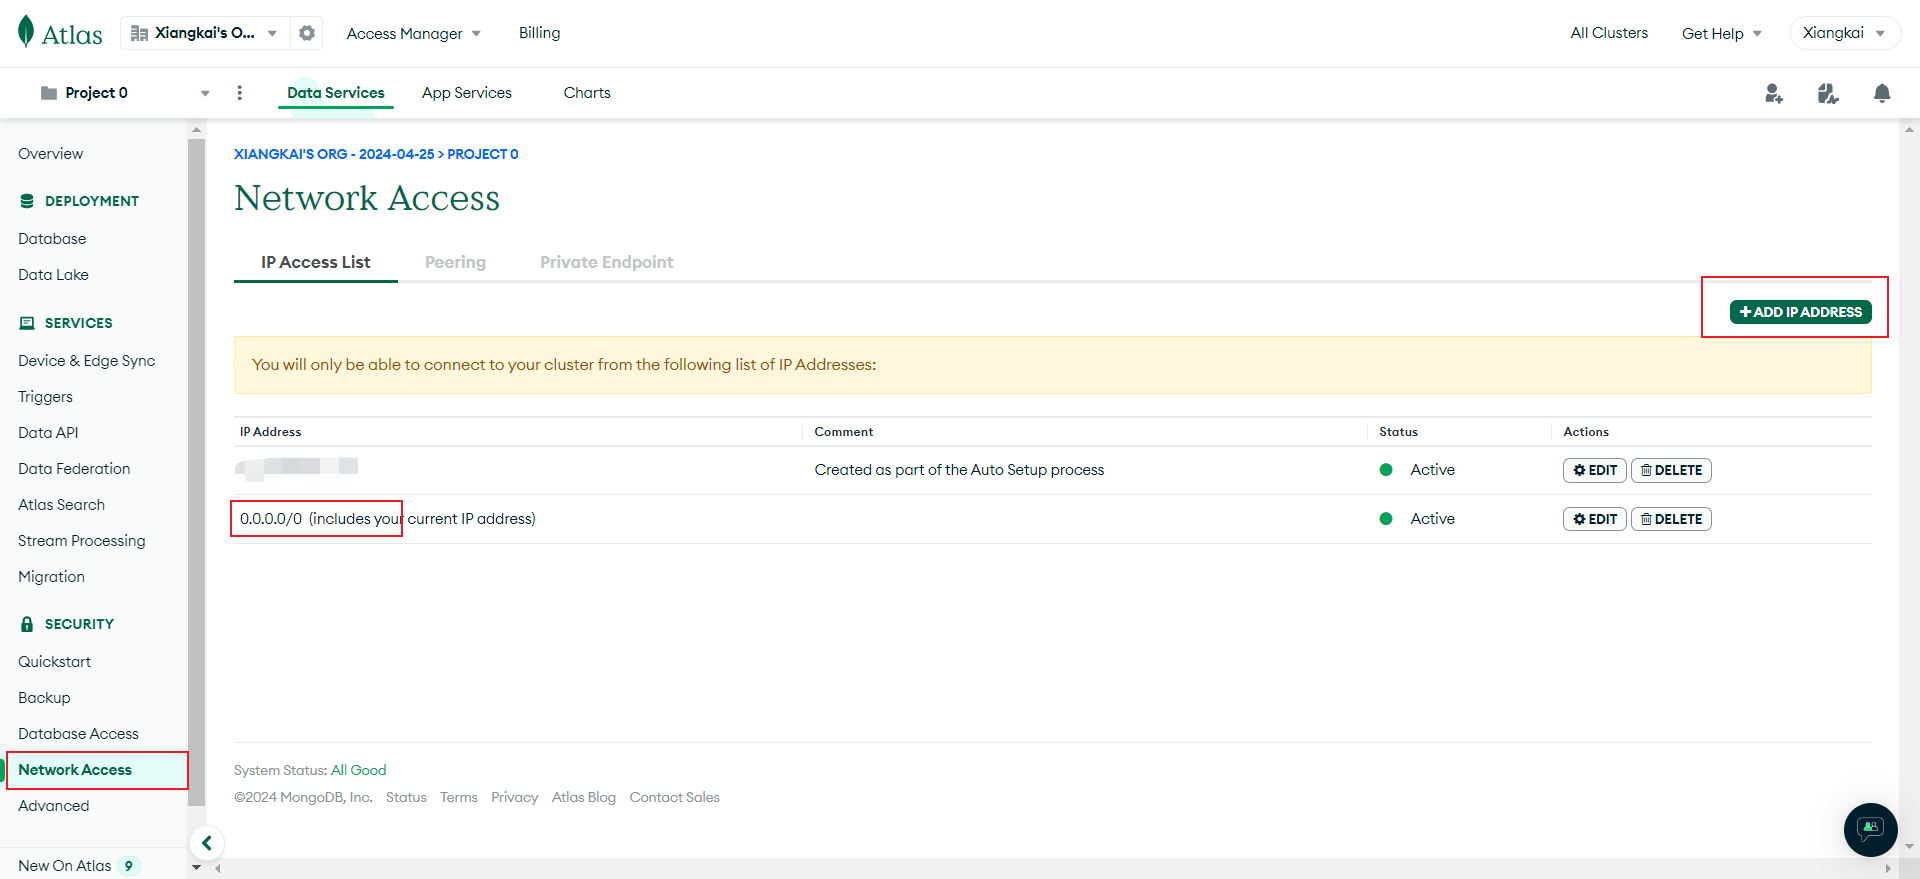 Atlas
Xiangkai's O...
Access Manager
Billing
All Clusters
Get Help
Xiangkai
Project 0
Data Services
App Services
Charts
Overview
DEPLOYMENT
Database
Data Lake
SERVICES
Device & Edge Sync
Triggers
Data API
Data Federation
Atlas Search
Stream Processing
Migration
SECURITY
Quickstart
Backup
Database Access
Network Access
Advanced
New On Atlas 9
XIANGKAI'S ORG - 2024-04-25 > PROJECT 0
Network Access
IP Access List
Peering
Private Endpoint
ADD IP ADDRESS
You will only be able to connect to your cluster from the following list of IP Addresses:
IP Address Comment Status Actions
Created as part of the Auto Setup process Active EDIT DELETE
0.0.0.0/0 (includes your current IP address) Active EDIT DELETE
System Status: All Good
©2024 MongoDB, Inc. Status Terms Privacy Atlas Blog Contact Sales